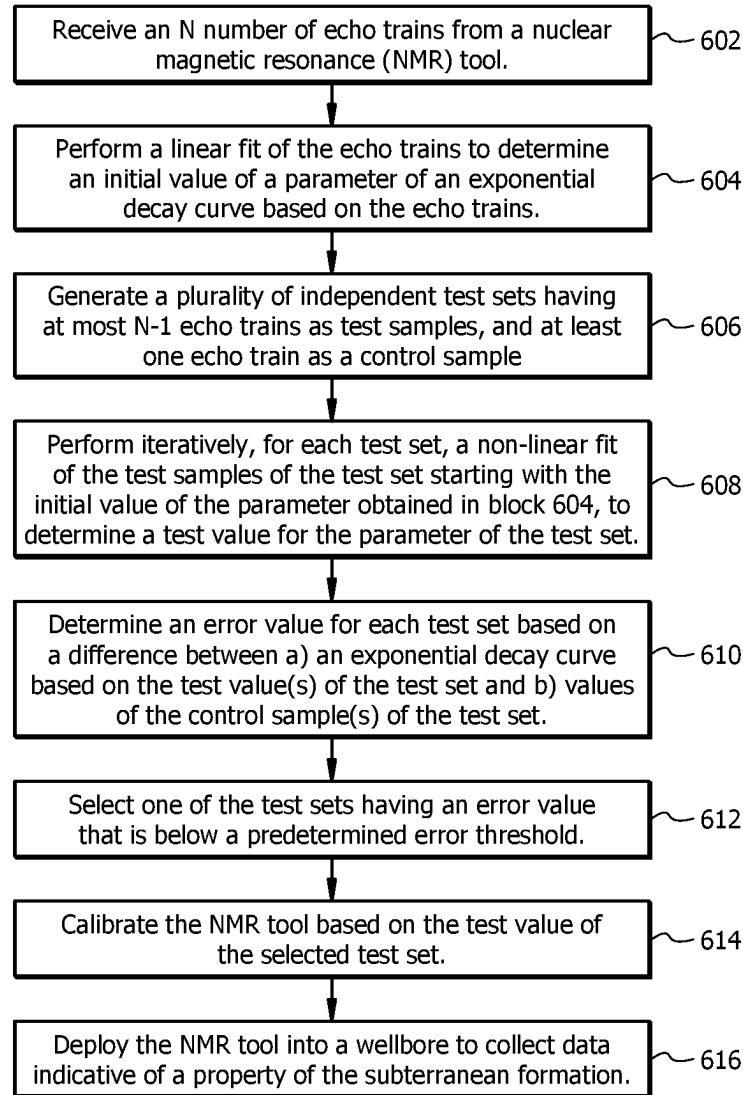 Receive an N number of echo trains from a nuclear
magnetic resonance (NMR) tool.
602
Perform a linear fit of the echo trains to determine
an initial value of a parameter of an exponential
decay curve based on the echo trains.
604
Generate a plurality of independent test sets having
at most N-1 echo trains as test samples, and at least
one echo train as a control sample
606
Perform iteratively, for each test set, a non-linear fit
of the test samples of the test set starting with the
initial value of the parameter obtained in block 604, to
determine a test value for the parameter of the test set.
608
Determine an error value for each test set based on
a difference between a) an exponential decay curve
based on the test value(s) of the test set and b) values
of the control sample(s) of the test set.
610
Select one of the test sets having an error value
that is below a predetermined error threshold.
612
Calibrate the NMR tool based on the test value of
the selected test set.
614
Deploy the NMR tool into a wellbore to collect data
indicative of a property of the subterranean formation.
616